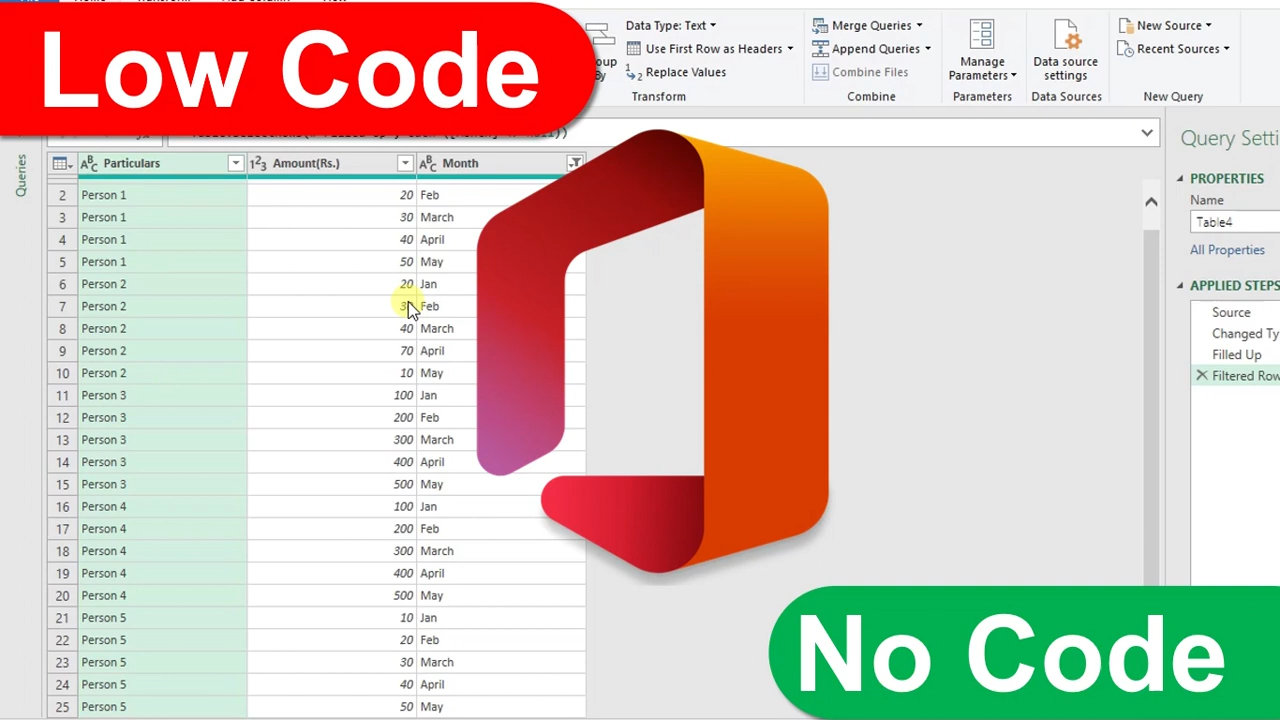 Low Code
Data Type: Text
Use First Row as Headers
Replace Values
Transform
Merge Queries
Append Queries
Combine Files
Combine
Manage
Parameters
Parameters
Data source
settings
Data Sources
New Source
Recent Sources
New Query
Queries
Particulars
Amount(Rs.)
Month
2 Person 1 20 Feb
3 Person 1 30 March
4 Person 1 40 April
5 Person 1 50 May
6 Person 2 20 Jan
7 Person 2 Feb
8 Person 2 40 March
9 Person 2 70 April
10 Person 2 10 May
11 Person 3 100 Jan
12 Person 3 200 Feb
13 Person 3 300 March
14 Person 3 400 April
15 Person 3 500 May
16 Person 4 100 Jan
17 Person 4 200 Feb
18 Person 4 300 March
19 Person 4 400 April
20 Person 4 500 May
21 Person 5 10 Jan
22 Person 5 20 Feb
23 Person 5 30 March
24 Person 5 40 April
25 Person 5 50 May
Query Setti
PROPERTIES
Name
Table4
All Properties
APPLIED STEPS
Source
Changed Ty
Filled Up
Filtered Row
No Code